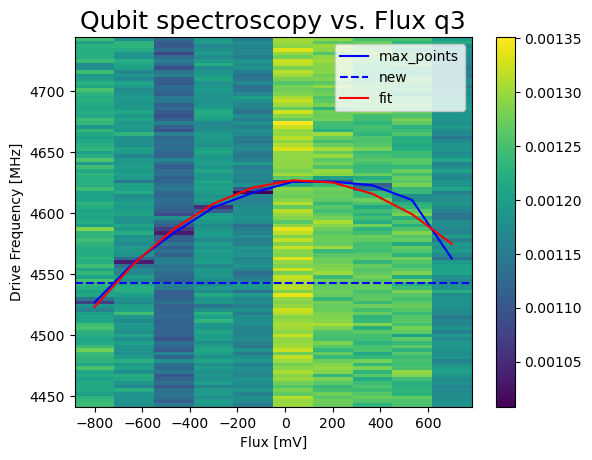 Qubit spectroscopy vs. Flux q3
max_points
new
fit
Drive Frequency [MHz]
4700
4650
4600
4550
4500
4450
−800 −600 −400 −200 0 200 400 600
Flux [mV]
0.00135
0.00130
0.00125
0.00120
0.00115
0.00110
0.00105